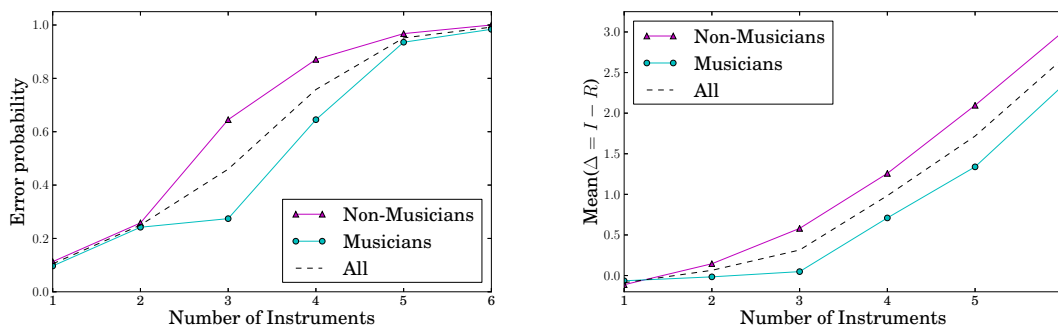 1.0
0.8
0.6
0.4
0.2
0.0
Error probability
Non-Musicians
Musicians
All
1 2 3 4 5 6
Number of Instruments
3.0
2.5
2.0
1.5
1.0
0.5
0.0
Mean(Δ = I − R)
Non-Musicians
Musicians
All
1 2 3 4 5
Number of Instruments